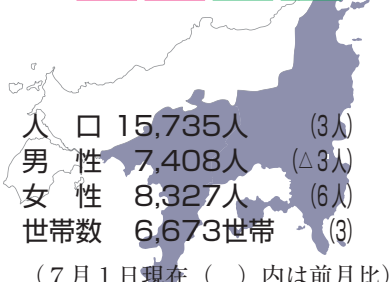 人　口 15,735人　(3人)
男　性 7,408人　(△3人)
女　性 8,327人　(6人)
世帯数 6,673世帯　(3)
（７月１日現在（　）内は前月比）